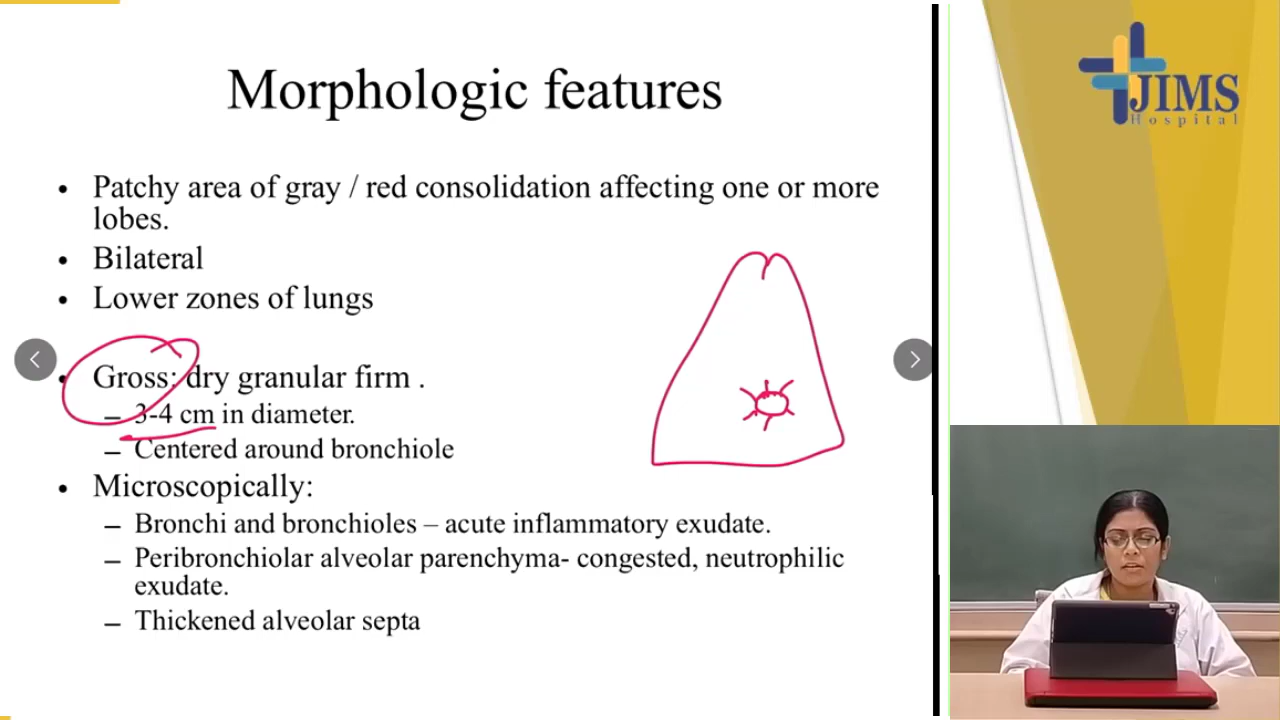 Morphologic features
• Patchy area of gray / red consolidation affecting one or more
lobes.
• Bilateral
• Lower zones of lungs
• Gross: dry granular firm .
– 3-4 cm in diameter.
– Centered around bronchiole
• Microscopically:
– Bronchi and bronchioles – acute inflammatory exudate.
– Peribronchiolar alveolar parenchyma- congested, neutrophilic
exudate.
– Thickened alveolar septa
JIMS
Hospital